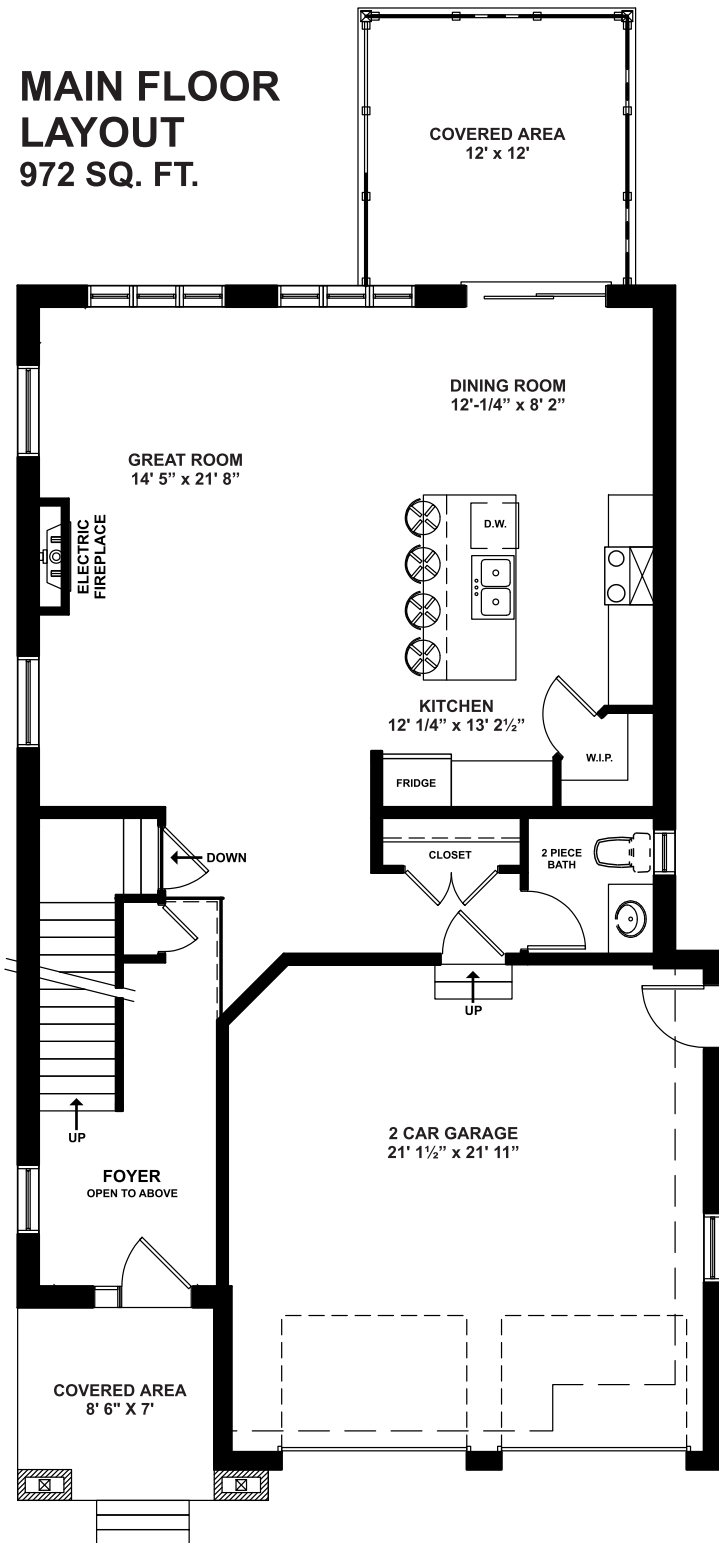 MAIN FLOOR
LAYOUT
972 SQ. FT.
COVERED AREA
12' x 12'
DINING ROOM
12'-1/4” x 8' 2”
GREAT ROOM
14' 5” x 21' 8”
ELECTRIC
FIREPLACE
D.W.
KITCHEN
12' 1/4” x 13' 2½”
W.I.P.
FRIDGE
DOWN
CLOSET
2 PIECE
BATH
UP
UP
2 CAR GARAGE
21' 1½” x 21' 11”
FOYER
OPEN TO ABOVE
COVERED AREA
8' 6" X 7'